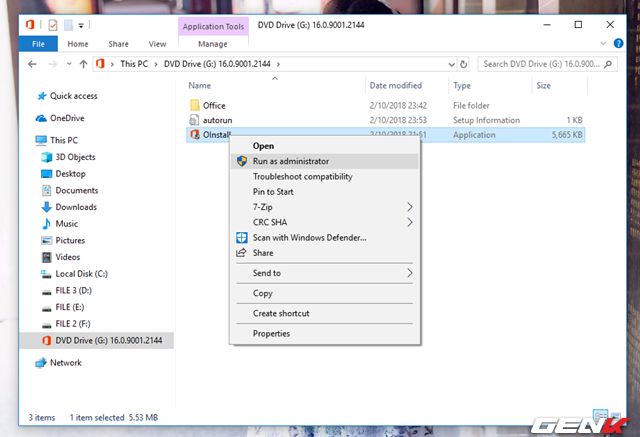 Application Tools
DVD Drive (G:) 16.0.9001.2144
File
Home
Share
View
Manage
This PC > DVD Drive (G:) 16.0.9001.2144 >
Search DVD Drive (G:) 16.0.900...
Name
Date modified
Type
Size
Quick access
OneDrive
This PC
3D Objects
Desktop
Documents
Downloads
Music
Pictures
Videos
Local Disk (C:)
FILE 3 (D:)
FILE (E:)
FILE 2 (F:)
DVD Drive (G:) 16.0.9001.2144
Network
Office 2/10/2018 23:42 File folder
autorun 2/10/2018 23:53 Setup Information 1 KB
OInstall Application 5,665 KB
Open
Run as administrator
Troubleshoot compatibility
Pin to Start
7-Zip
CRC SHA
Scan with Windows Defender...
Share
Send to
Copy
Create shortcut
Properties
3 items
1 item selected 5.53 MB
GENK